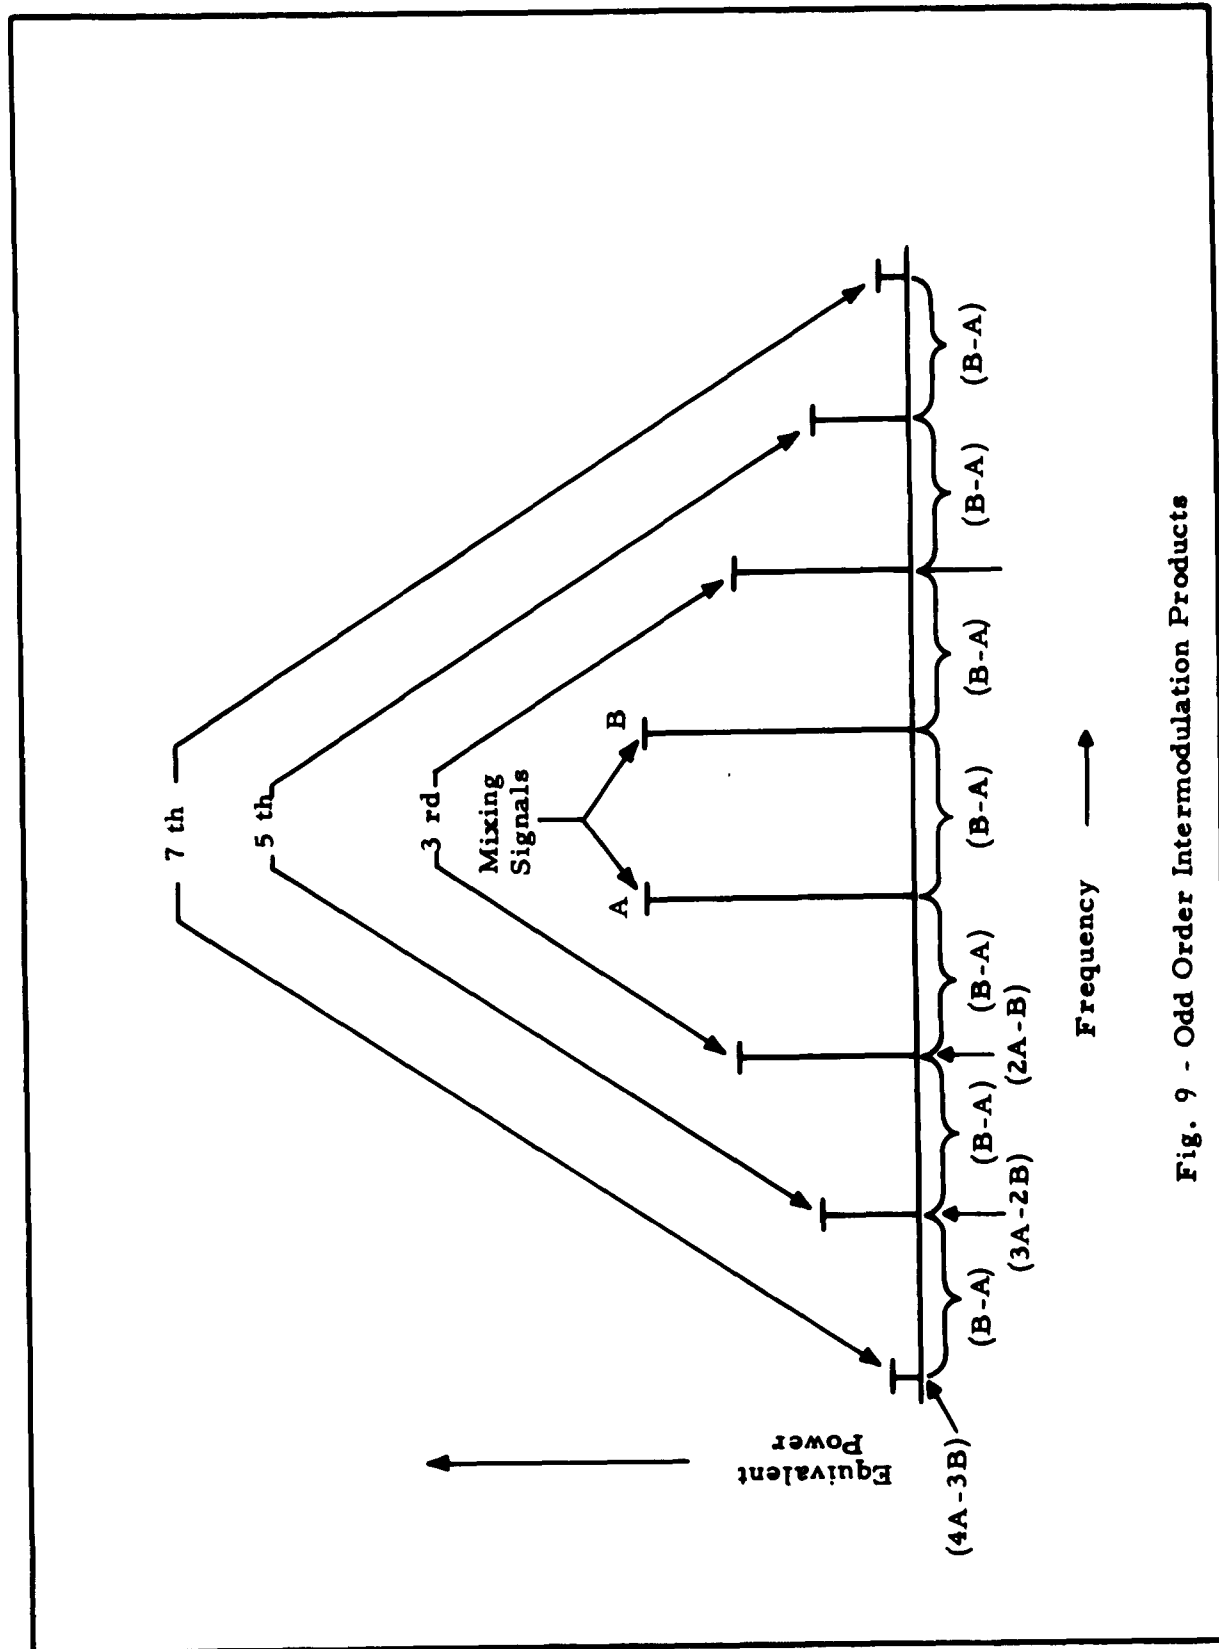 7 th
5 th
3 rd
Mixing
Signals
A
B
Equivalent
Power
(B-A)
(B-A)
(B-A)
(B-A)
(B-A)
(B-A)
(B-A)
(4A-3B)
(3A-2B)
(2A-B)
Frequency
Fig. 9 - Odd Order Intermodulation Products